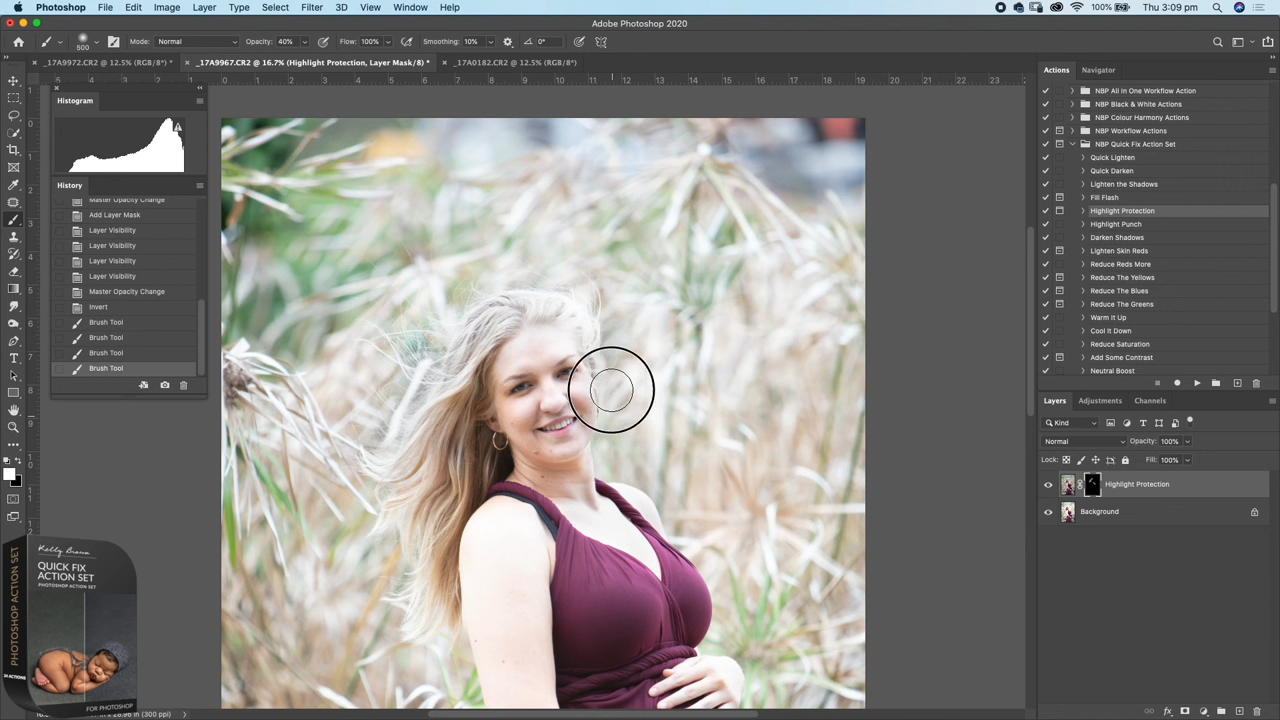 Photoshop File Edit Image Layer Type Select Filter 3D View Window Help 100% Thu 3:09 pm
Adobe Photoshop 2020
500 Mode: Normal Opacity: 40% Flow: 100% Smoothing: 10% 0°
_17A9972.CR2 @ 12.5% (RGB/8*) * _17A9967.CR2 @ 16.7% (Highlight Protection, Layer Mask/8) * _17A0182.CR2 @ 12.5% (RGB/8*)
Histogram
History
Master Opacity Change
Add Layer Mask
Layer Visibility
Layer Visibility
Layer Visibility
Layer Visibility
Master Opacity Change
Invert
Brush Tool
Brush Tool
Brush Tool
Brush Tool
Actions Navigator
NBP All In One Workflow Action
NBP Black & White Actions
NBP Colour Harmony Actions
NBP Workflow Actions
NBP Quick Fix Action Set
Quick Lighten
Quick Darken
Lighten the Shadows
Fill Flash
Highlight Protection
Highlight Punch
Darken Shadows
Lighten Skin Reds
Reduce Reds More
Reduce The Yellows
Reduce The Blues
Reduce The Greens
Warm It Up
Cool It Down
Reduce Saturation
Add Some Contrast
Neutral Boost
Layers Adjustments Channels
Kind
Normal Opacity: 100%
Lock: Fill: 100%
Highlight Protection
Background
Kelly Brown
QUICK FIX
ACTION SET
PHOTOSHOP ACTION SET
PHOTOSHOP ACTION SET
24 ACTIONS
FOR PHOTOSHOP
(300 ppi)